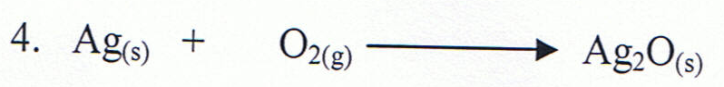 4. Ag(s) + O2(g) ⟶ Ag2O(s)